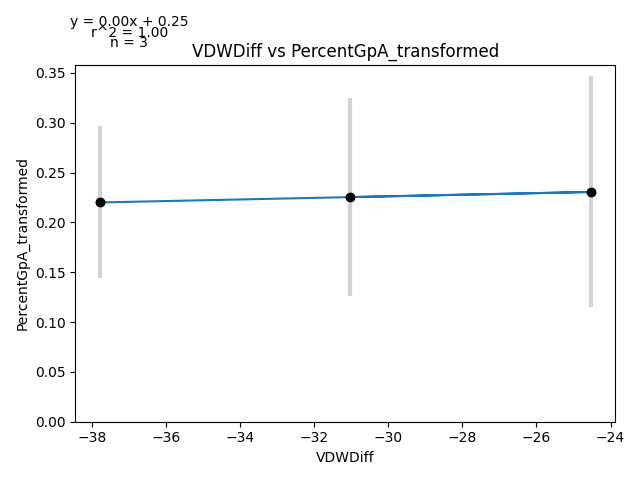 y = 0.00x + 0.25
r^2 = 1.00
n = 3
VDWDiff vs PercentGpA_transformed
0.35
0.30
0.25
0.20
0.15
0.10
0.05
0.00
PercentGpA_transformed
−38 −36 −34 −32 −30 −28 −26 −24
VDWDiff